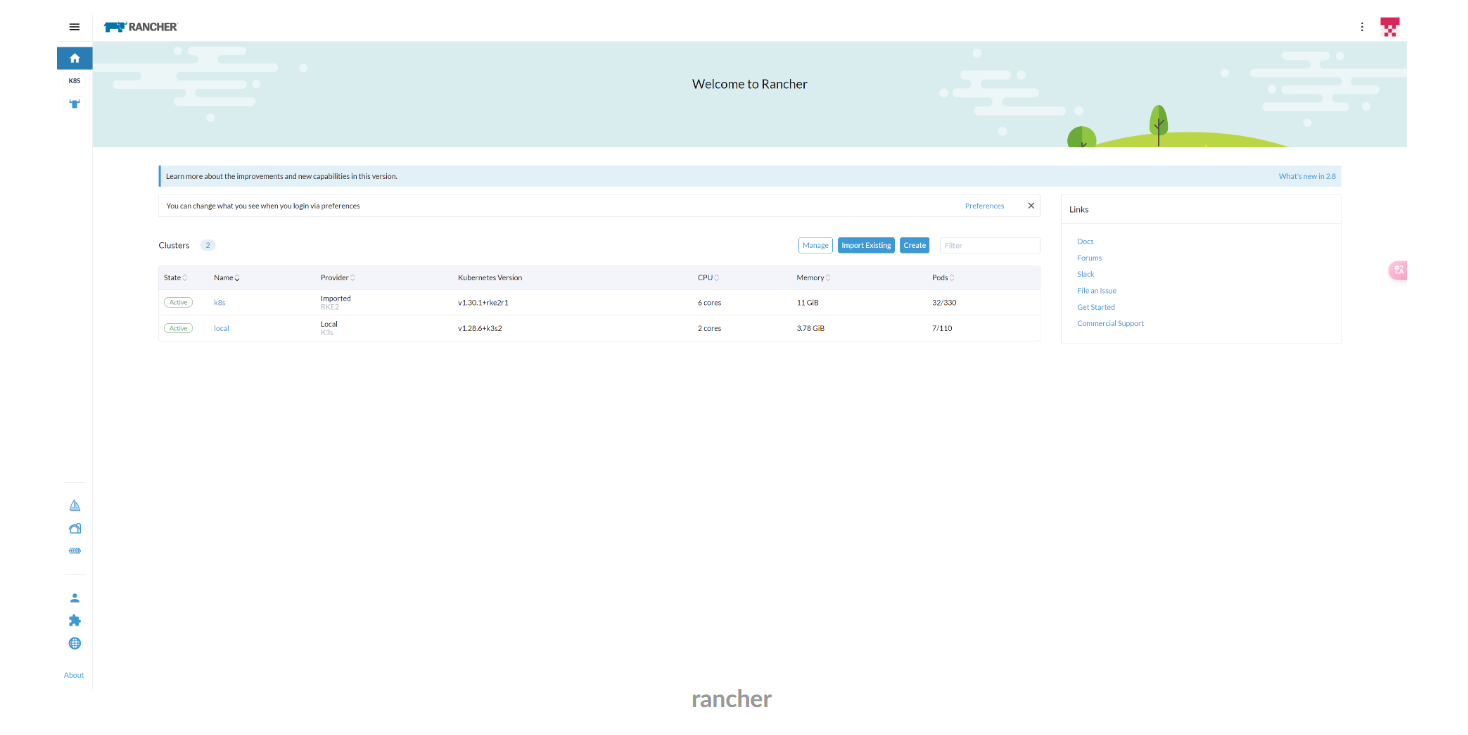 RANCHER
K8S
Welcome to Rancher
Learn more about the improvements and new capabilities in this version. What's new in 2.8
You can change what you see when you login via preferences Preferences
Links
Clusters 2 Manage Import Existing Create Filter
Docs
Forums
Slack
File an Issue
Get Started
Commercial Support
State Name Provider Kubernetes Version CPU Memory Pods
Active k8s Imported v1.30.1+rke2r1 6 cores 11 GiB 32/330
RKE2
Active local Local v1.28.6+k3s2 2 cores 3.78 GiB 7/110
K3s
About
rancher